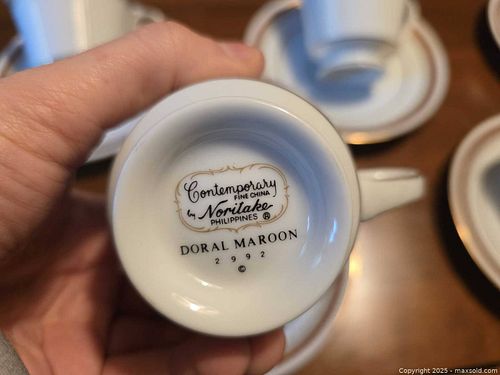 Contemporary
FINE CHINA
by Noritake ®
PHILIPPINES
DORAL MAROON
2992
©
Copyright © 2025 - maxsold.com